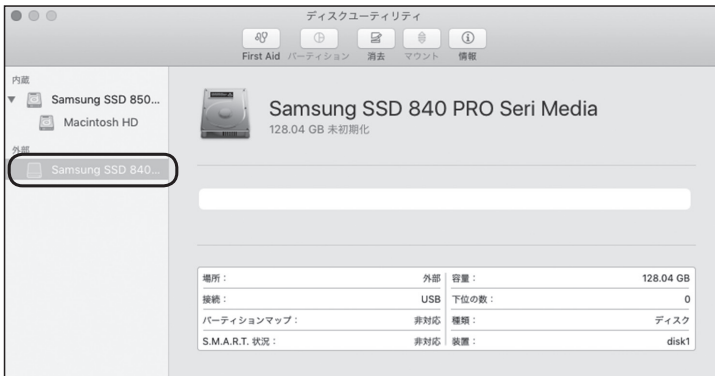 ディスクユーティリティ
First Aid パーティション 消去 マウント 情報
内蔵
Samsung SSD 850...
Macintosh HD
外部
Samsung SSD 840...
Samsung SSD 840 PRO Seri Media
128.04 GB 未初期化
場所： 外部 容量： 128.04 GB
接続： USB 下位の数： 0
パーティションマップ： 非対応 種類： ディスク
S.M.A.R.T. 状況： 非対応 装置： disk1